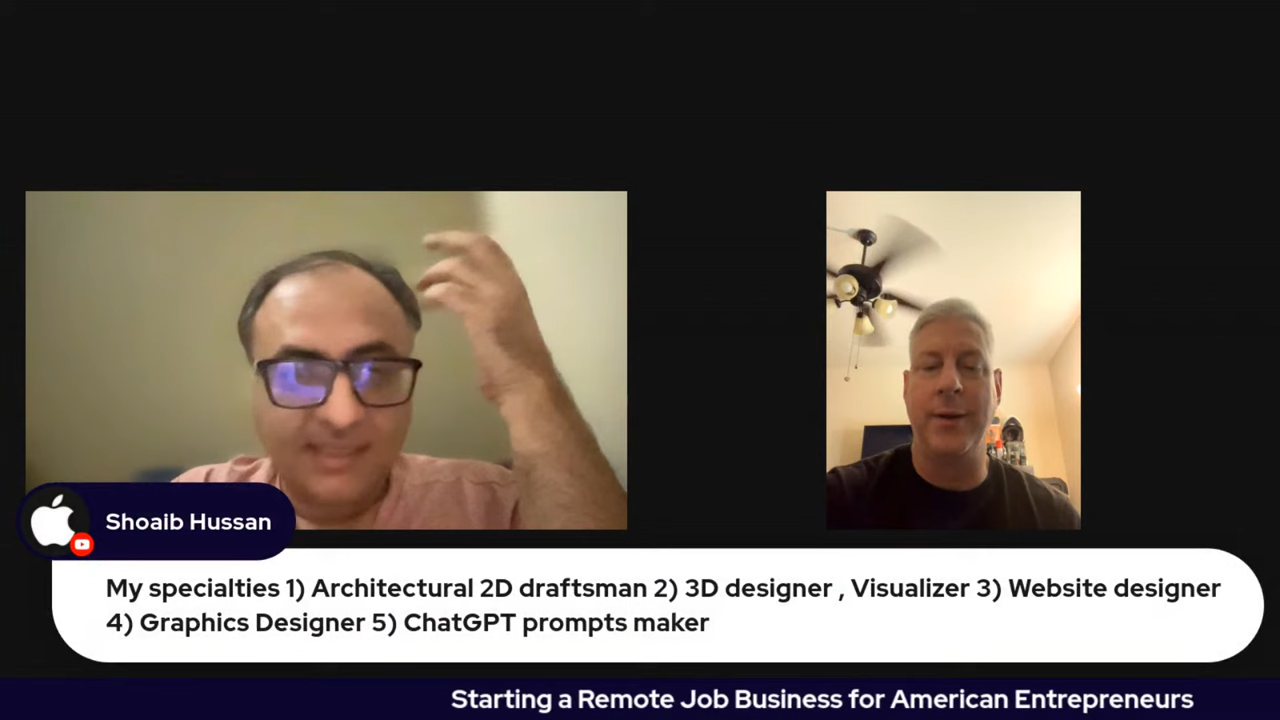 Shoaib Hussan
My specialties 1) Architectural 2D draftsman 2) 3D designer , Visualizer 3) Website designer
4) Graphics Designer 5) ChatGPT prompts maker
Starting a Remote Job Business for American Entrepreneurs